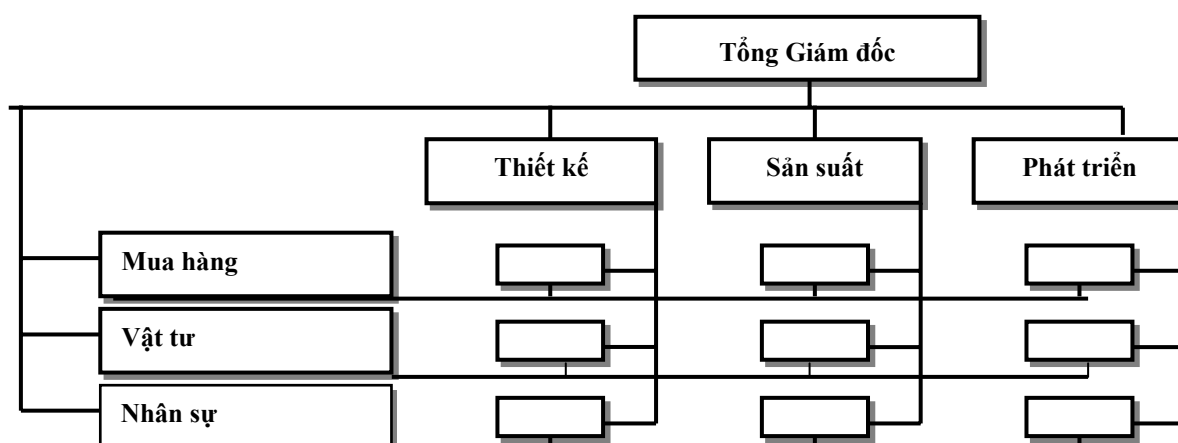 Tổng Giám đốc
Thiết kế
Sản suất
Phát triển
Mua hàng
Vật tư
Nhân sự